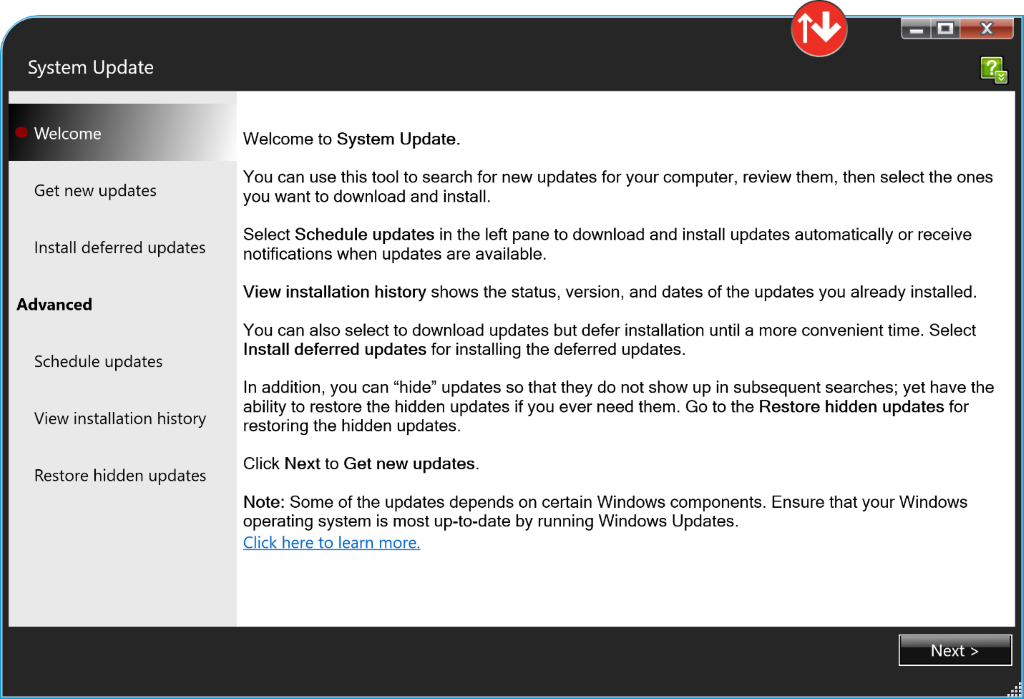 System Update
Welcome
Get new updates
Install deferred updates
Advanced
Schedule updates
View installation history
Restore hidden updates
Welcome to System Update.
You can use this tool to search for new updates for your computer, review them, then select the ones
you want to download and install.
Select Schedule updates in the left pane to download and install updates automatically or receive
notifications when updates are available.
View installation history shows the status, version, and dates of the updates you already installed.
You can also select to download updates but defer installation until a more convenient time. Select
Install deferred updates for installing the deferred updates.
In addition, you can “hide” updates so that they do not show up in subsequent searches; yet have the
ability to restore the hidden updates if you ever need them. Go to the Restore hidden updates for
restoring the hidden updates.
Click Next to Get new updates.
Note: Some of the updates depends on certain Windows components. Ensure that your Windows
operating system is most up-to-date by running Windows Updates.
Click here to learn more.
Next >